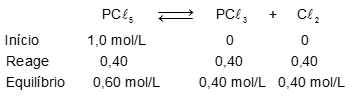 PCℓ₅ ⇌ PCℓ₃ + Cℓ₂
Início 1,0 mol/L 0 0
Reage 0,40 0,40 0,40
Equilíbrio 0,60 mol/L 0,40 mol/L 0,40 mol/L